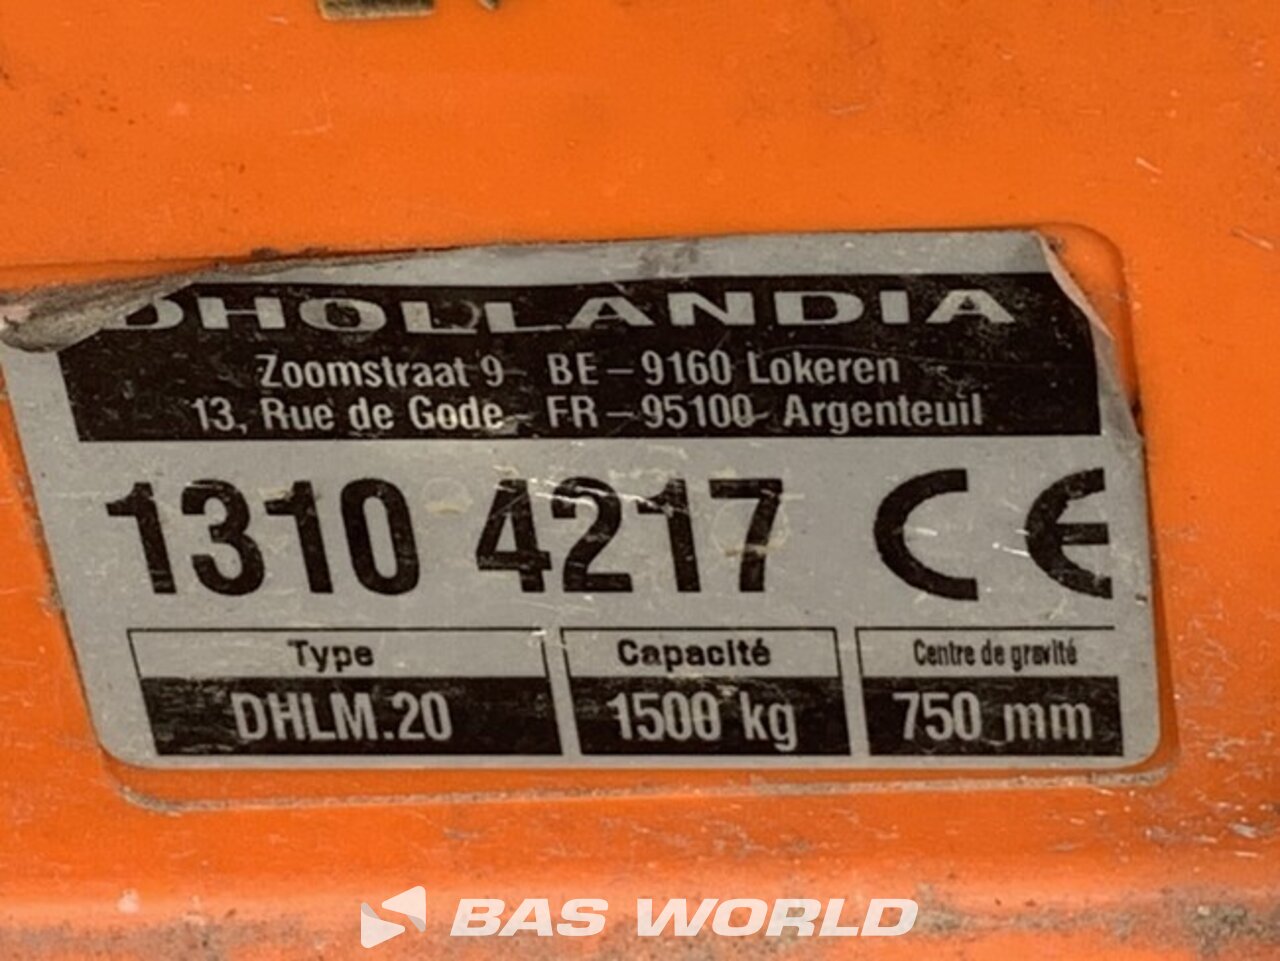 DHOLLANDIA
Zoomstraat 9 BE-9160 Lokeren
13, Rue de Gode FR-95100 Argenteuil
1310 4217 CE
Type Capacité Centre de gravité
DHLM.20 1500 kg 750 mm
BAS WORLD